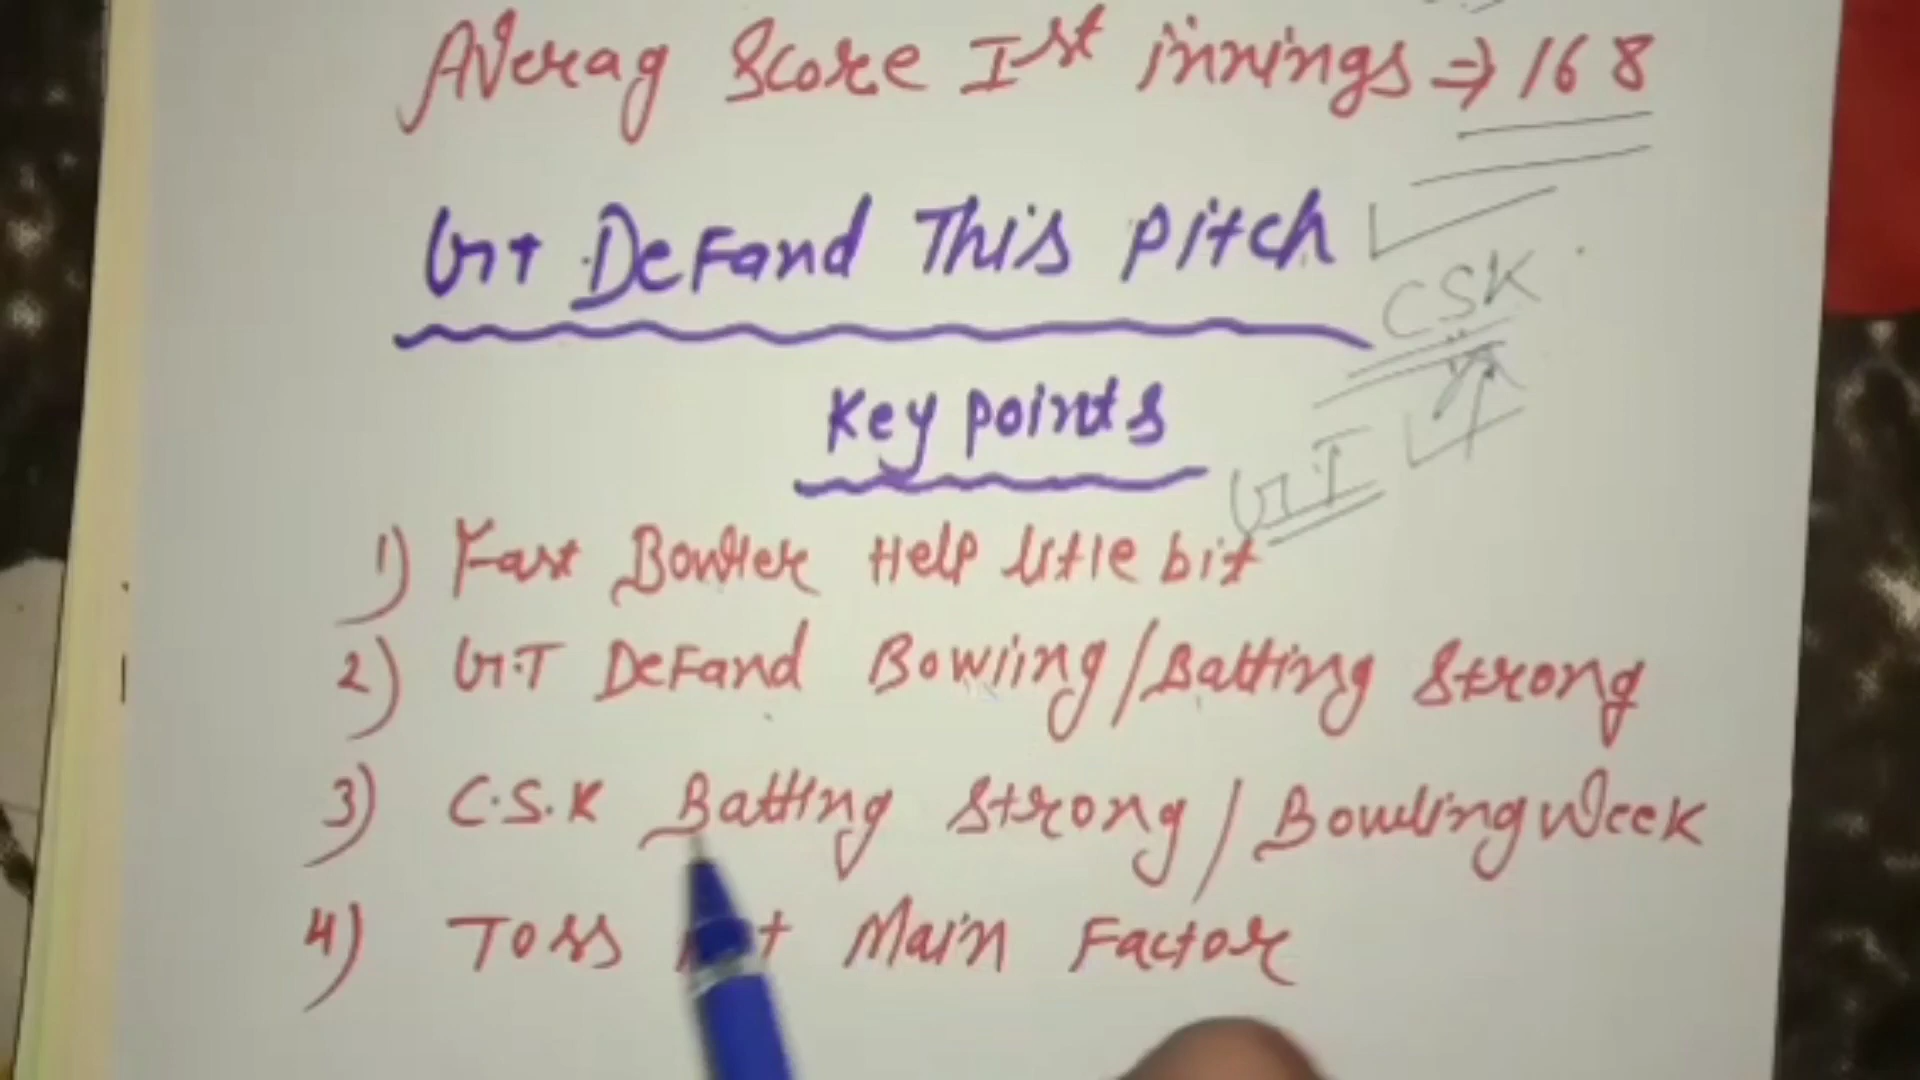 Averag Score Ist innings ⇒ 168
GT Defand This pitch
CSK
Key points
GT
1) Fast Bowler Help litle bit
2) G.T Defand Bowling/Batting Strong
3) C.S.K Batting Strong/Bowling Week
4) Toss Main Factor